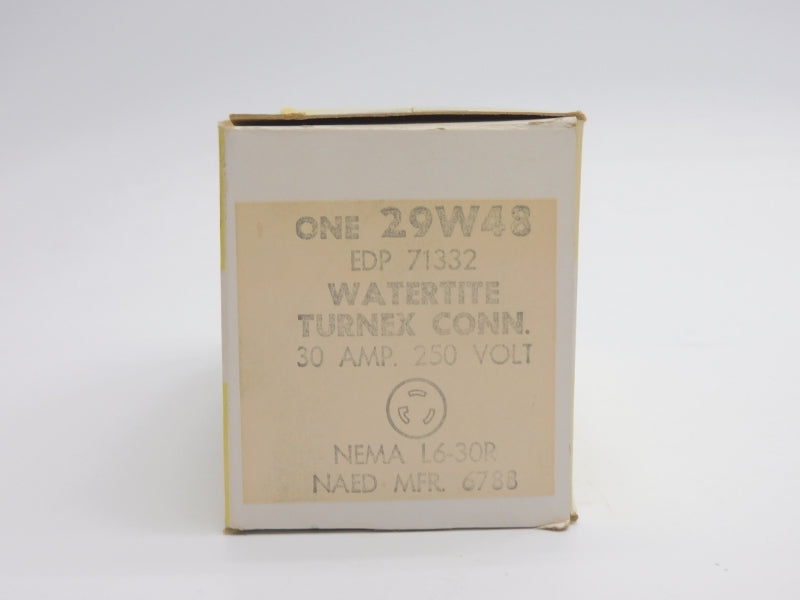 ONE 29W48
EDP 71332
WATERTITE
TURNEX CONN.
30 AMP. 250 VOLT
NEMA L6-30R
NAED MFR. 6788